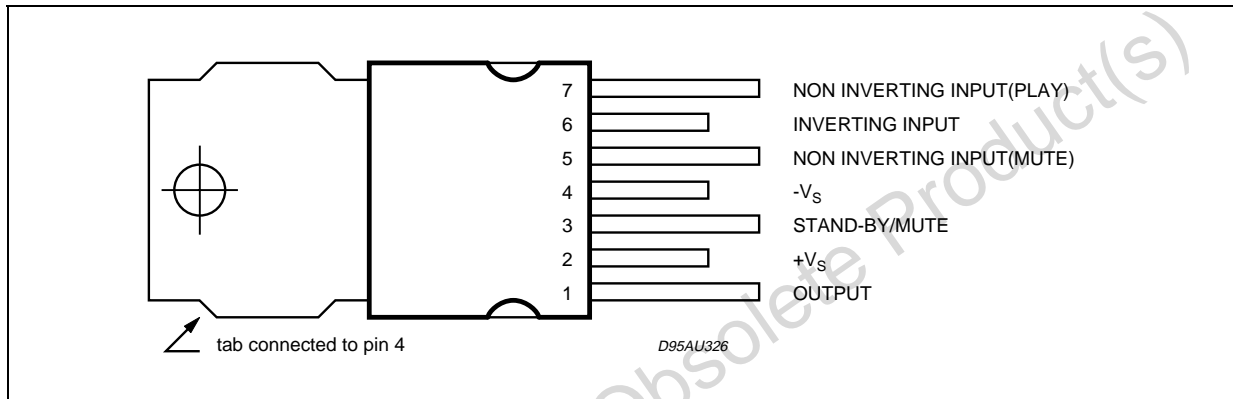 7 NON INVERTING INPUT(PLAY)
6 INVERTING INPUT
5 NON INVERTING INPUT(MUTE)
4 -VS
3 STAND-BY/MUTE
2 +VS
1 OUTPUT
tab connected to pin 4
D95AU326
Obsolete Product(s)